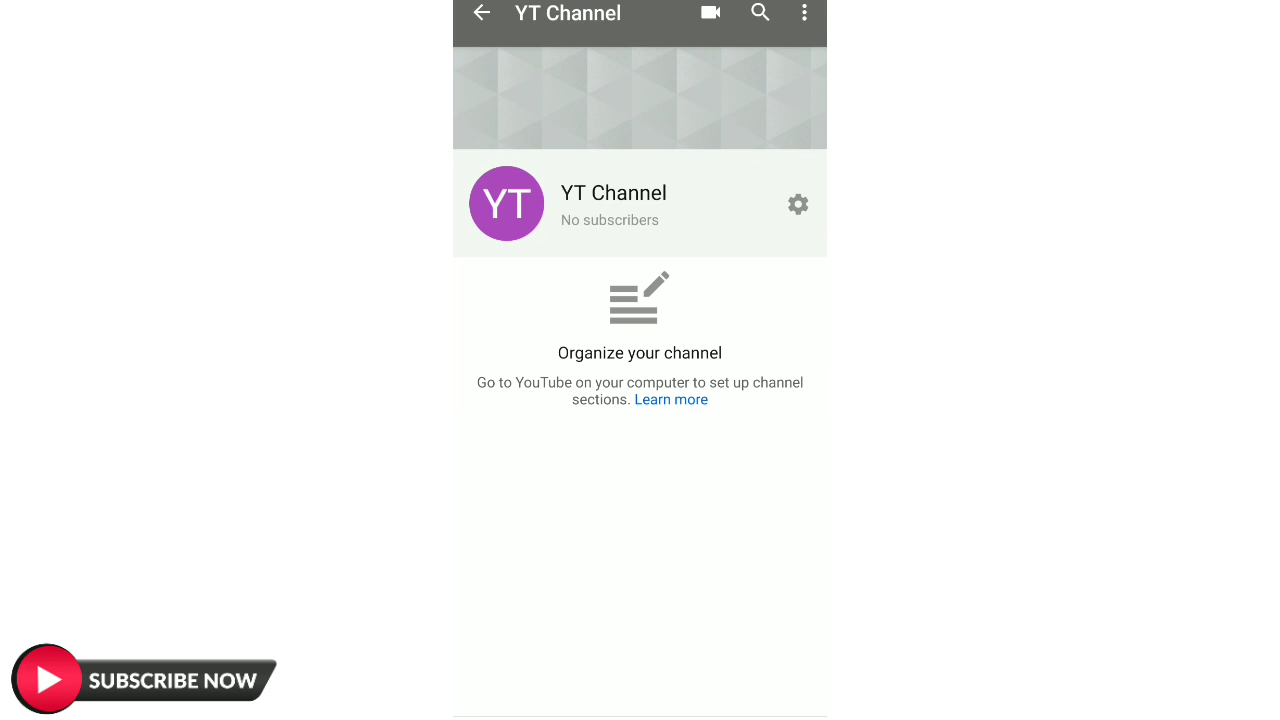 YT Channel
YT
YT Channel
No subscribers
Organize your channel
Go to YouTube on your computer to set up channel
sections. Learn more
SUBSCRIBE NOW